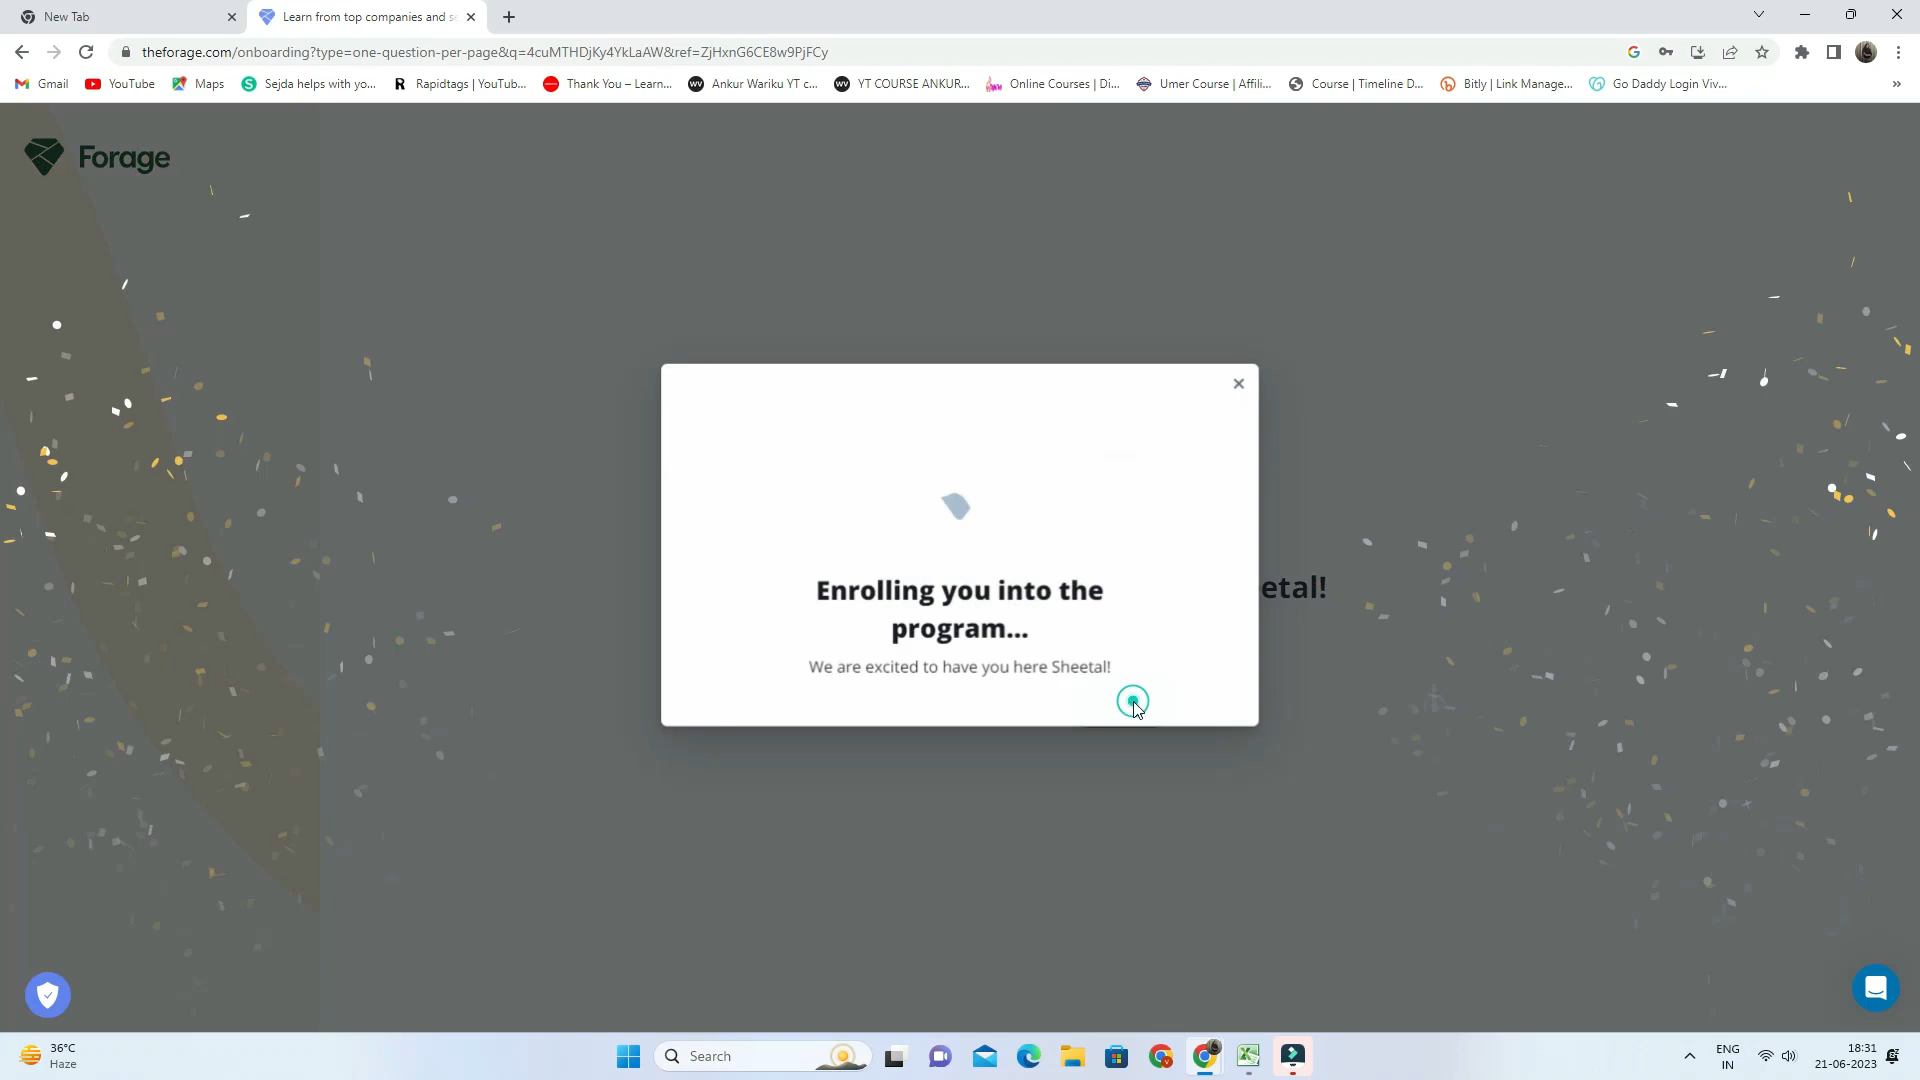 New Tab
Learn from top companies and se
theforage.com/onboarding?type=one-question-per-page&q=4cuMTHDjKy4YkLaAW&ref=ZjHxnG6CE8w9PjFCy
Gmail
YouTube
Maps
Sejda helps with yo...
Rapidtags | YouTub...
Thank You – Learn...
Ankur Wariku YT c...
YT COURSE ANKUR...
Online Courses | Di...
Umer Course | Affili...
Course | Timeline D...
Bitly | Link Manage...
Go Daddy Login Viv...
Forage
etal!
Enrolling you into the
program...
We are excited to have you here Sheetal!
36°C
Haze
Search
ENG
IN
18:31
21-06-2023